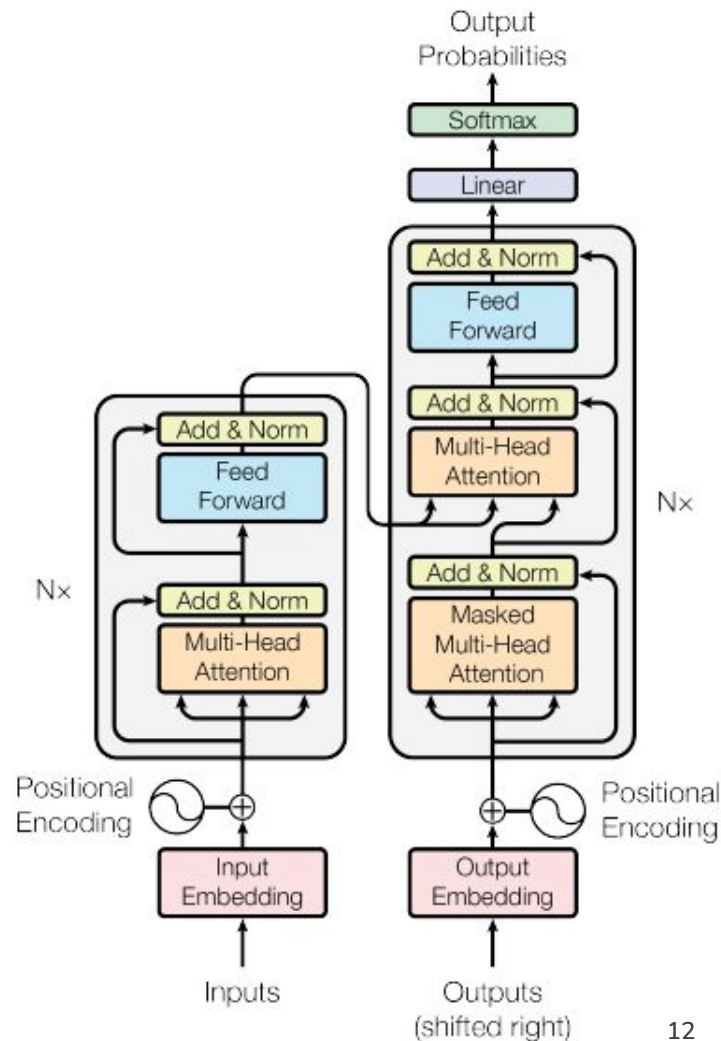 Output
Probabilities
Softmax
Linear
Add & Norm
Feed
Forward
Add & Norm
Multi-Head
Attention
Nx
Add & Norm
Masked
Multi-Head
Attention
Add & Norm
Feed
Forward
Nx
Add & Norm
Multi-Head
Attention
Positional
Encoding
Positional
Encoding
Input
Embedding
Output
Embedding
Inputs
Outputs
(shifted right)
12